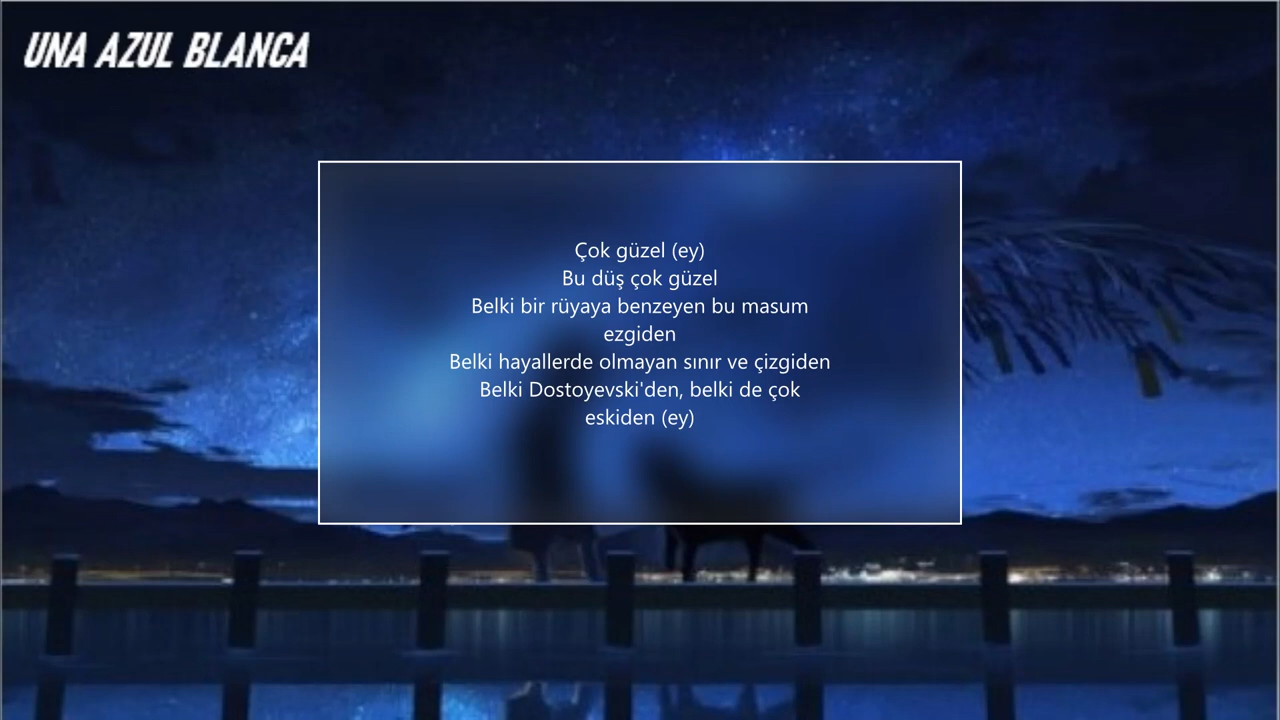 UNA AZUL BLANCA
Çok güzel (ey)
Bu düş çok güzel
Belki bir rüyaya benzeyen bu masum
ezgiden
Belki hayallerde olmayan sınır ve çizgiden
Belki Dostoyevski'den, belki de çok
eskiden (ey)